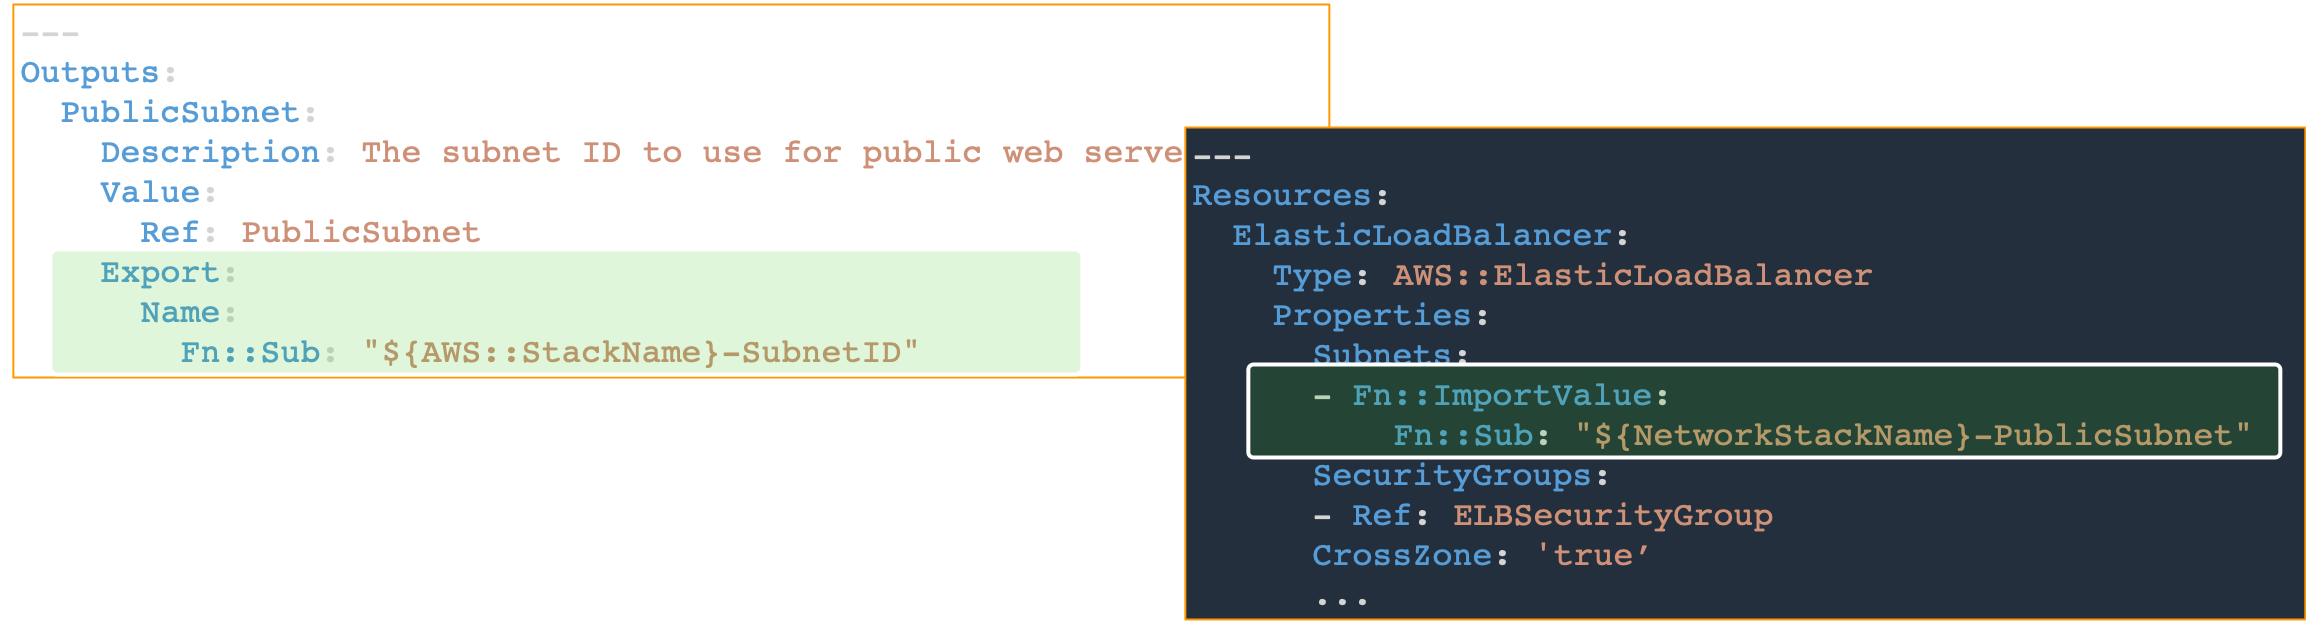 ---
Outputs:
  PublicSubnet:
    Description: The subnet ID to use for public web serve
    Value:
      Ref: PublicSubnet
    Export:
      Name:
        Fn::Sub: "${AWS::StackName}-SubnetID"
---
Resources:
  ElasticLoadBalancer:
    Type: AWS::ElasticLoadBalancer
    Properties:
      Subnets:
      - Fn::ImportValue:
          Fn::Sub: "${NetworkStackName}-PublicSubnet"
      SecurityGroups:
      - Ref: ELBSecurityGroup
      CrossZone: 'true’
      ...